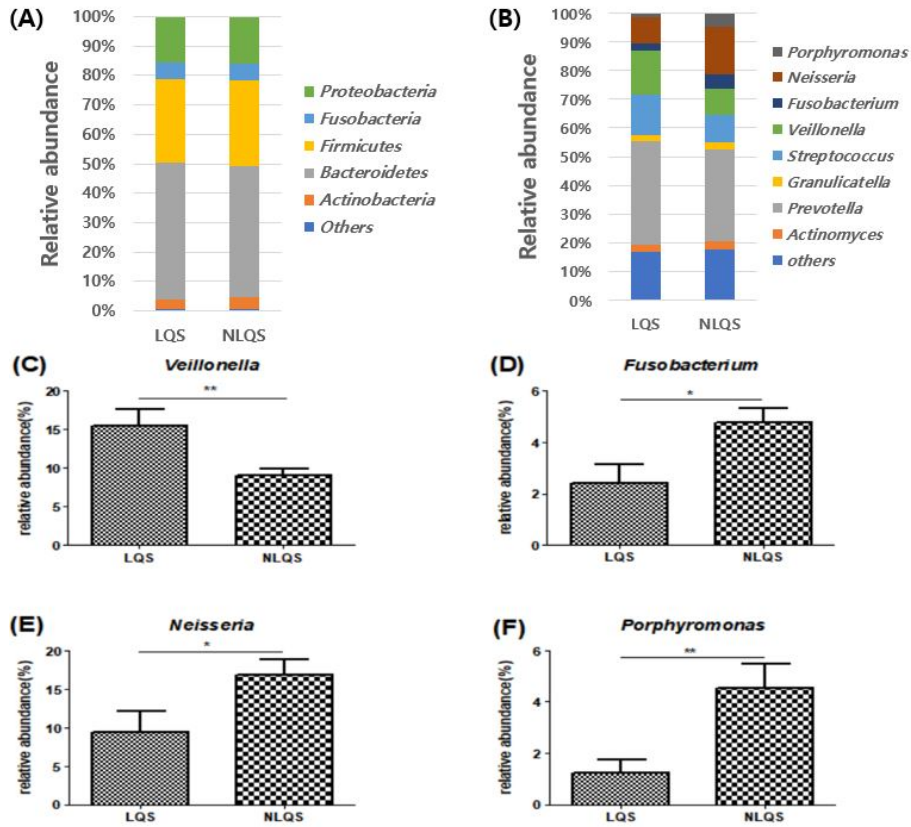 (A)
Relative abundance
100%
90%
80%
70%
60%
50%
40%
30%
20%
10%
0%
LQS NLQS
Proteobacteria
Fusobacteria
Firmicutes
Bacteroidetes
Actinobacteria
Others
(B)
Relative abundance
100%
90%
80%
70%
60%
50%
40%
30%
20%
10%
0%
LQS NLQS
Porphyromonas
Neisseria
Fusobacterium
Veillonella
Streptococcus
Granulicatella
Prevotella
Actinomyces
others
(C)
Veillonella
relative abundance(%)
20
15
10
5
0
**
LQS NLQS
(D)
Fusobacterium
relative abundance(%)
6
4
2
0
*
LQS NLQS
(E)
Neisseria
relative abundance(%)
20
15
10
5
0
*
LQS NLQS
(F)
Porphyromonas
relative abundance(%)
6
4
2
0
**
LQS NLQS